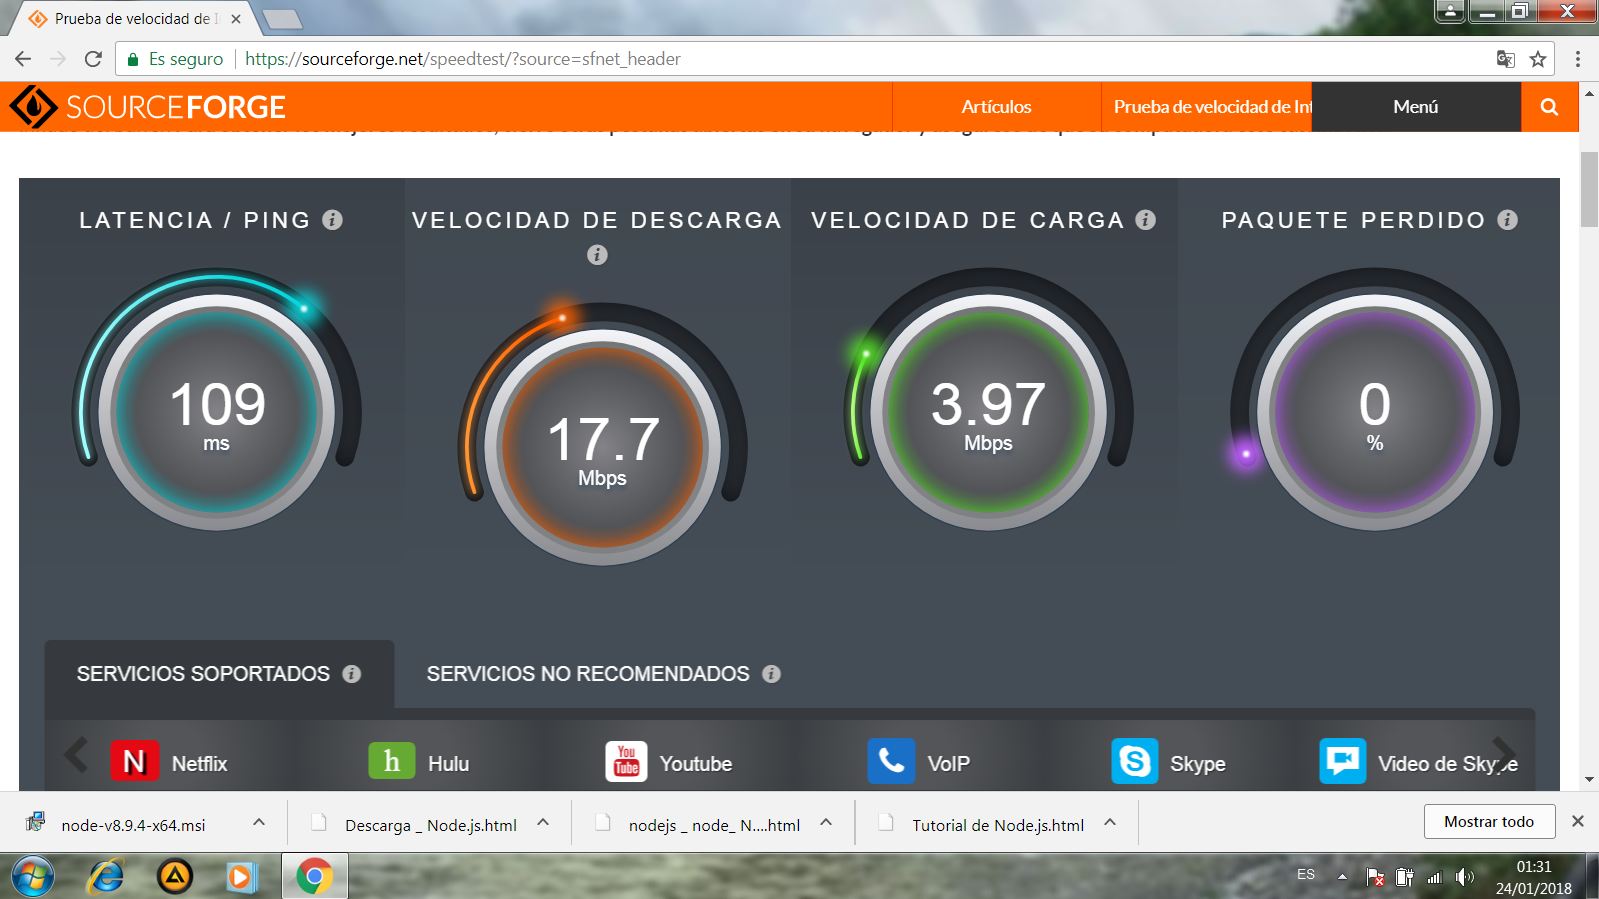 Prueba de velocidad de I
Es seguro
https://sourceforge.net/speedtest/?source=sfnet_header
SOURCEFORGE
Artículos
Prueba de velocidad de Int
Menú
LATENCIA / PING
109
ms
VELOCIDAD DE DESCARGA
17.7
Mbps
VELOCIDAD DE CARGA
3.97
Mbps
PAQUETE PERDIDO
0
%
SERVICIOS SOPORTADOS
SERVICIOS NO RECOMENDADOS
N Netflix
h Hulu
You
Tube
Youtube
VoIP
S Skype
Video de Skype
node-v8.9.4-x64.msi
Descarga _ Node.js.html
nodejs _ node_ N....html
Tutorial de Node.js.html
Mostrar todo
ES
01:31
24/01/2018